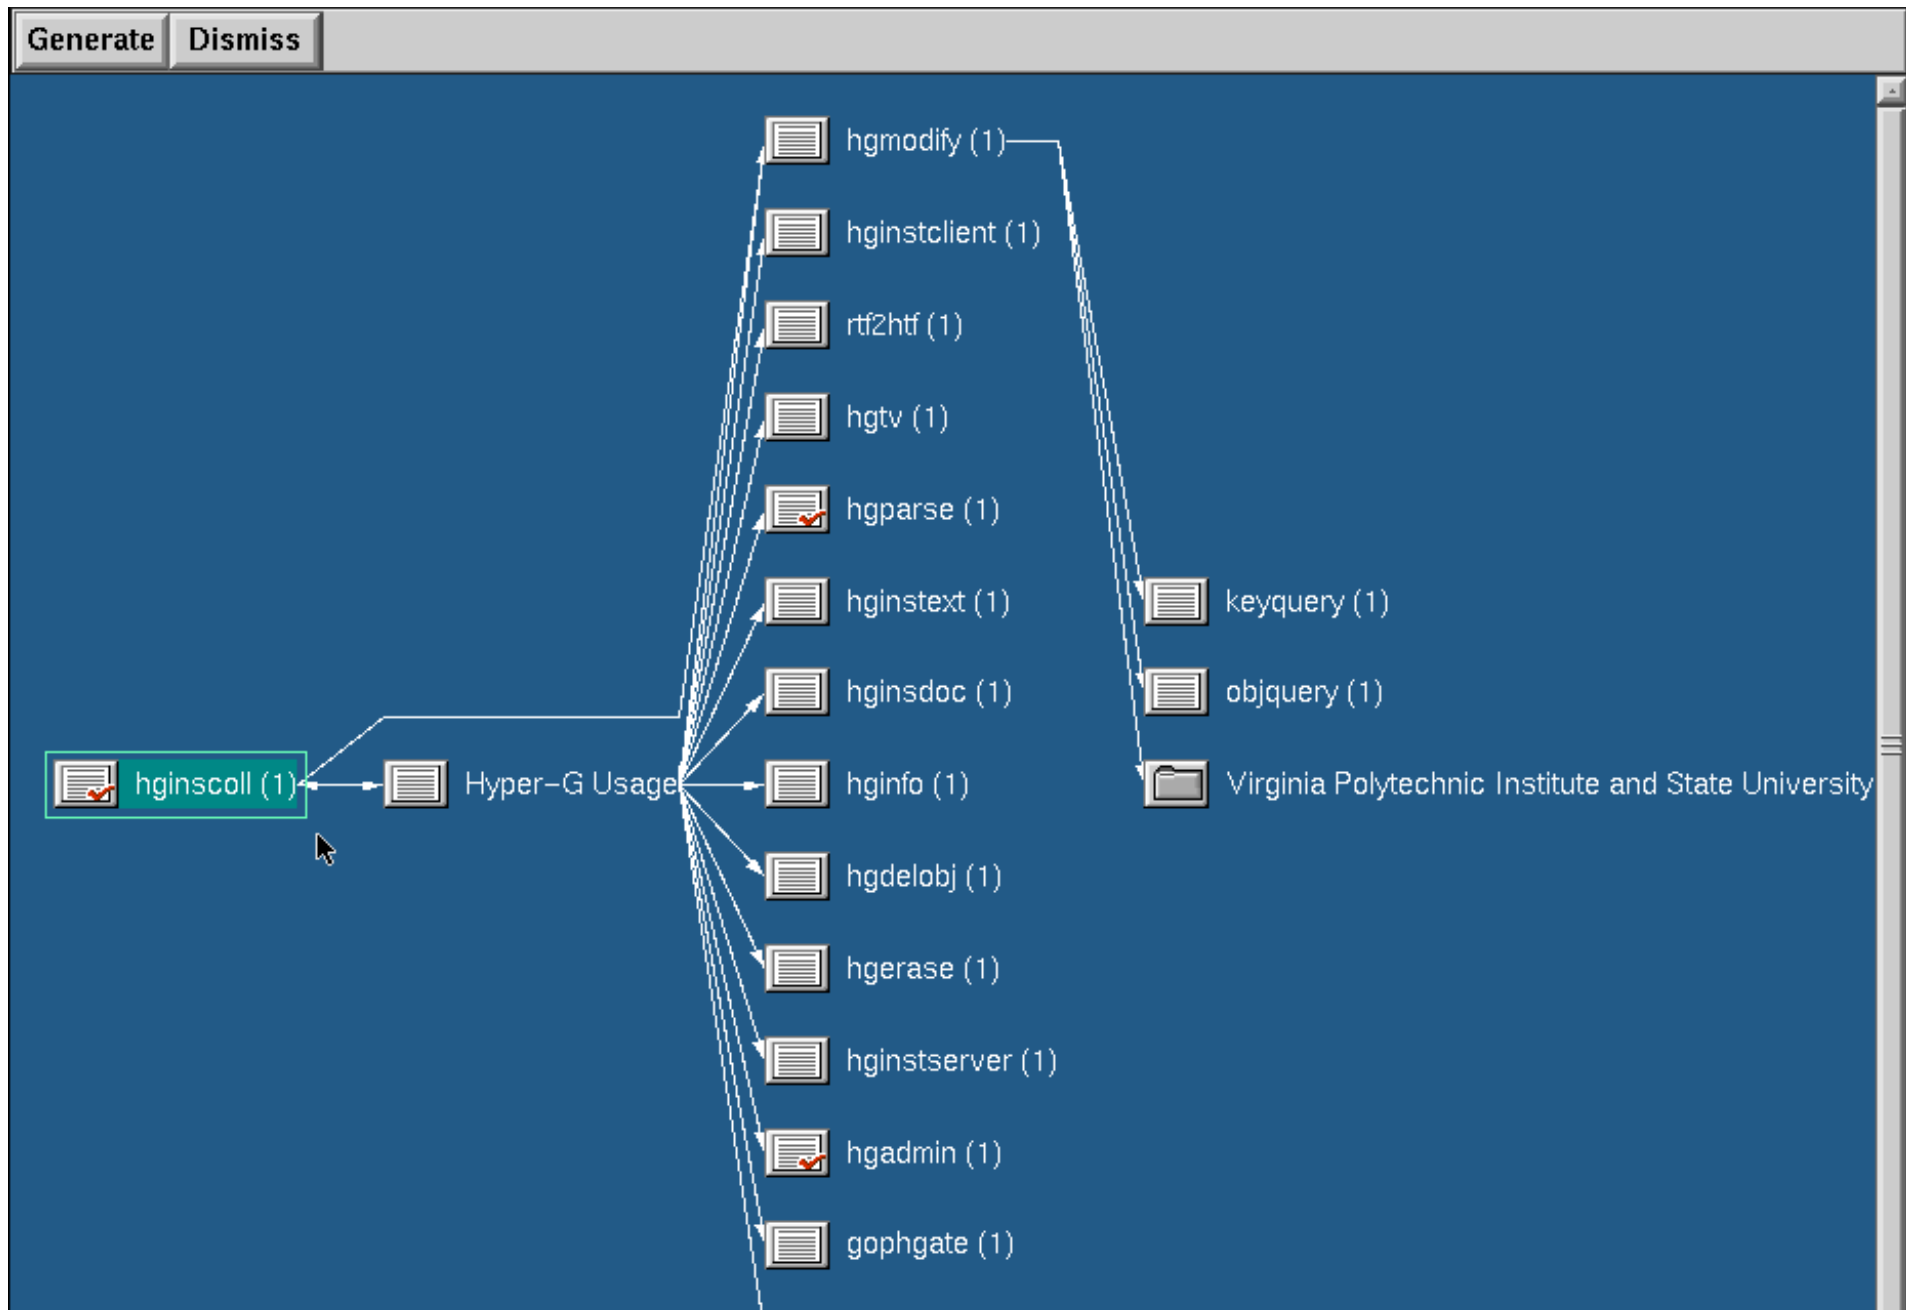 Generate Dismiss
hgmodify (1)
hginstclient (1)
rtf2htf (1)
hgtv (1)
hgparse (1)
hginstext (1)
keyquery (1)
hginsdoc (1)
objquery (1)
hginscoll (1)
Hyper-G Usage
hginfo (1)
Virginia Polytechnic Institute and State University
hgdelobj (1)
hgerase (1)
hginstserver (1)
hgadmin (1)
gophgate (1)